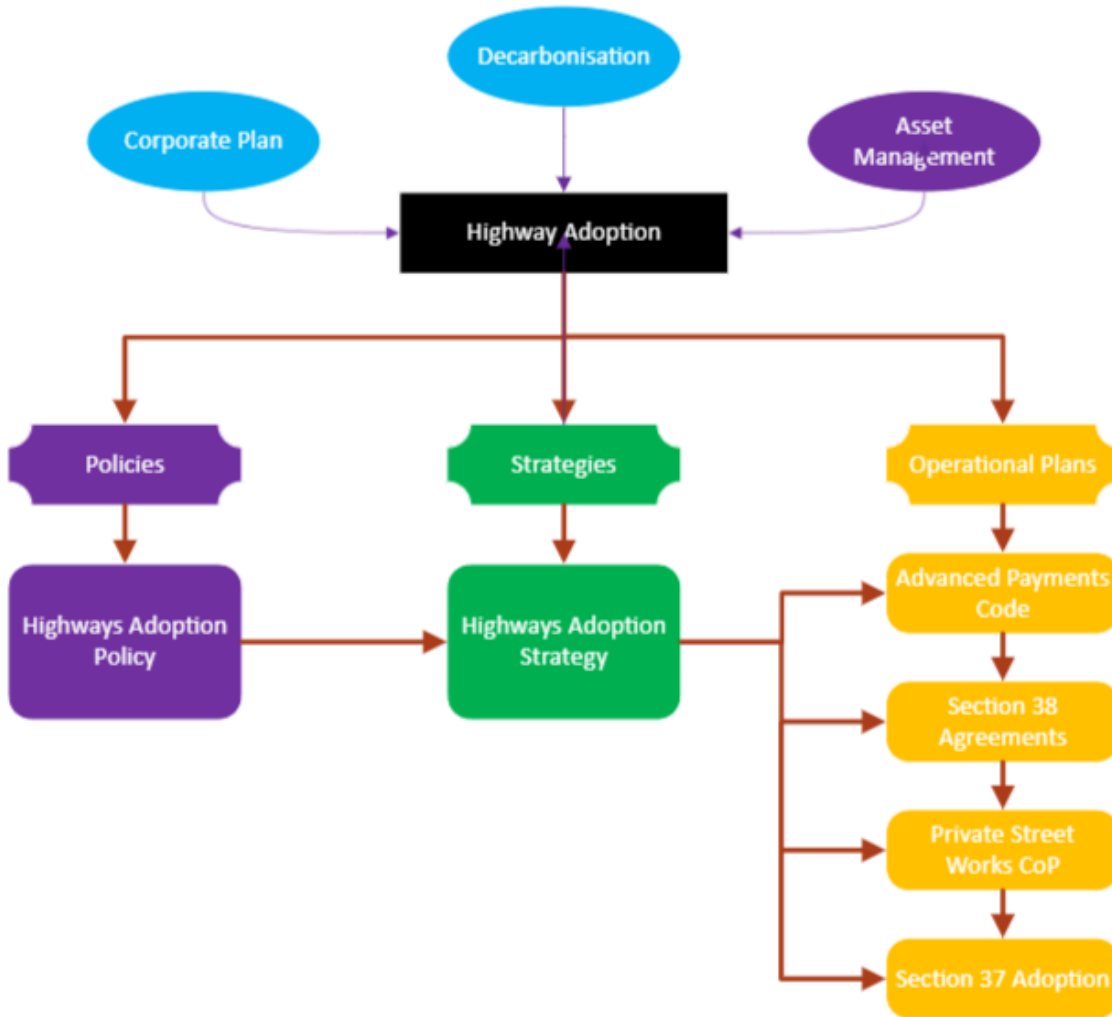 Decarbonisation
Corporate Plan
Asset
Management
Highway Adoption
Policies
Strategies
Operational Plans
Highways Adoption
Policy
Highways Adoption
Strategy
Advanced Payments
Code
Section 38
Agreements
Private Street
Works CoP
Section 37 Adoption